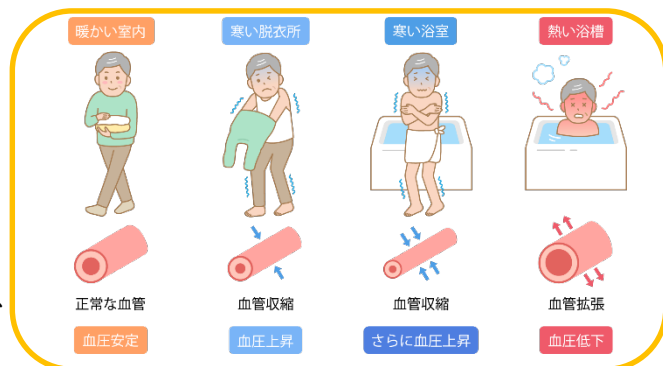 暖かい室内
寒い脱衣所
寒い浴室
熱い浴槽
正常な血管
血管収縮
血管収縮
血管拡張
血圧安定
血圧上昇
さらに血圧上昇
血圧低下